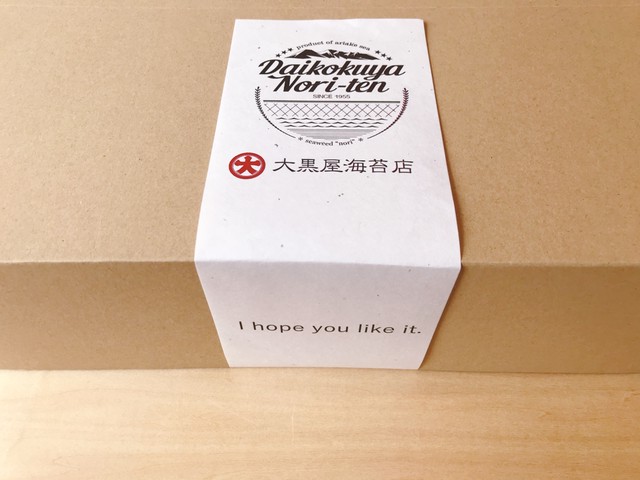 product of ariake sea
Daikokuya
Nori-ten
SINCE 1955
seaweed "nori"
大 大黒屋海苔店
I hope you like it.